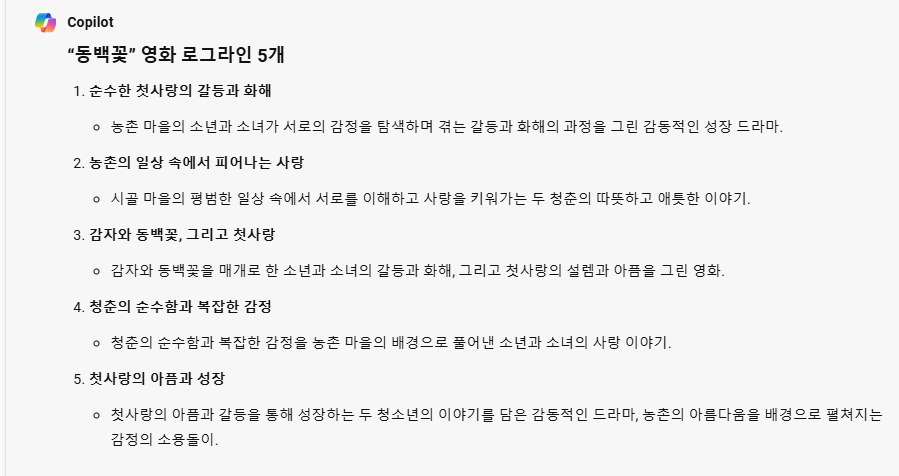 Copilot
“동백꽃” 영화 로그라인 5개
1. 순수한 첫사랑의 갈등과 화해
농촌 마을의 소년과 소녀가 서로의 감정을 탐색하며 겪는 갈등과 화해의 과정을 그린 감동적인 성장 드라마.
2. 농촌의 일상 속에서 피어나는 사랑
시골 마을의 평범한 일상 속에서 서로를 이해하고 사랑을 키워가는 두 청춘의 따뜻하고 애틋한 이야기.
3. 감자와 동백꽃, 그리고 첫사랑
감자와 동백꽃을 매개로 한 소년과 소녀의 갈등과 화해, 그리고 첫사랑의 설렘과 아픔을 그린 영화.
4. 청춘의 순수함과 복잡한 감정
청춘의 순수함과 복잡한 감정을 농촌 마을의 배경으로 풀어낸 소년과 소녀의 사랑 이야기.
5. 첫사랑의 아픔과 성장
첫사랑의 아픔과 갈등을 통해 성장하는 두 청소년의 이야기를 담은 감동적인 드라마, 농촌의 아름다움을 배경으로 펼쳐지는
감정의 소용돌이.